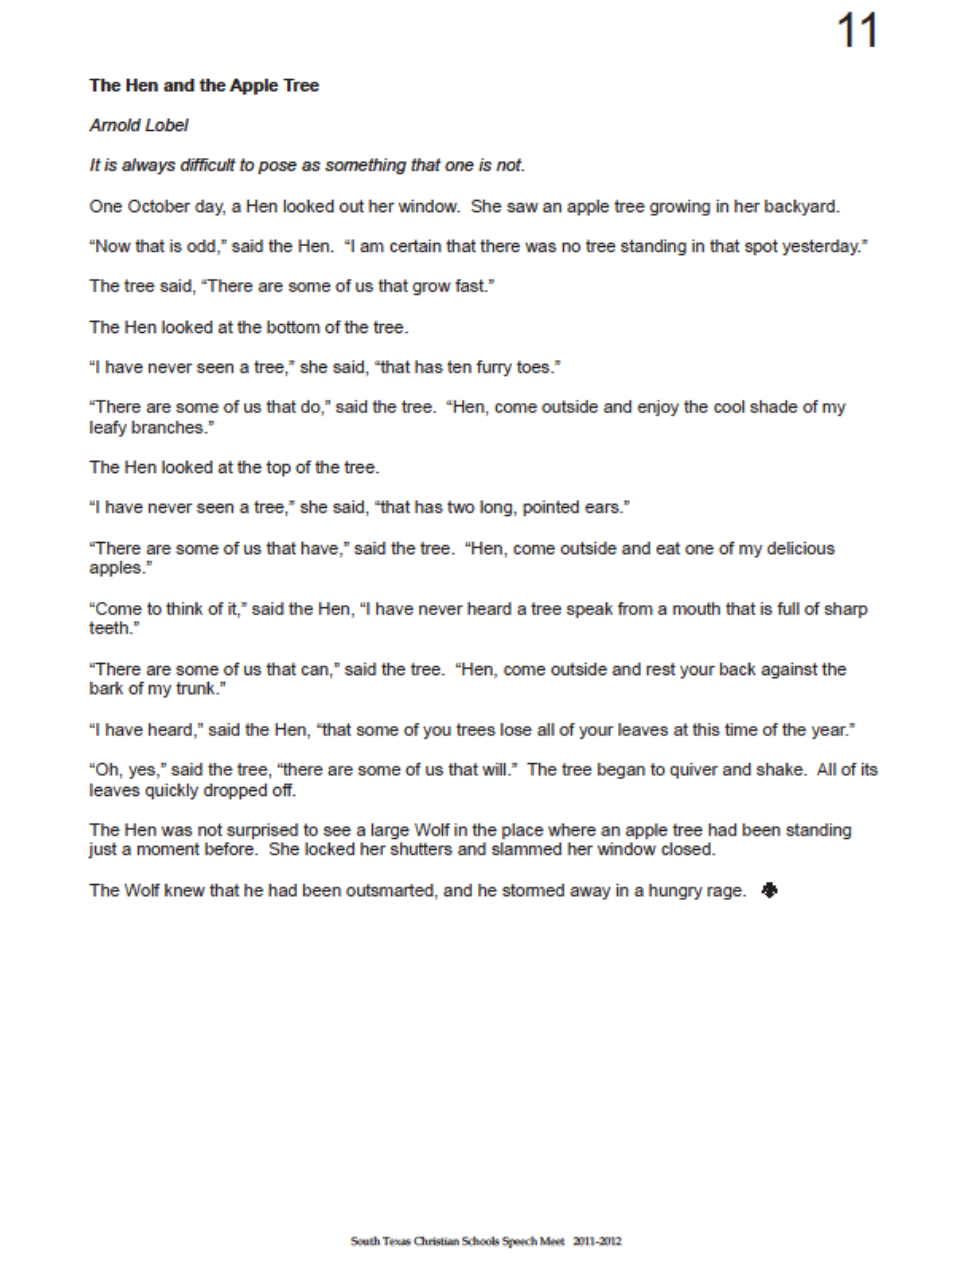 11
The Hen and the Apple Tree
Arnold Lobel
It is always difficult to pose as something that one is not.
One October day, a Hen looked out her window.  She saw an apple tree growing in her backyard.
“Now that is odd,” said the Hen.  “I am certain that there was no tree standing in that spot yesterday.”
The tree said, “There are some of us that grow fast.”
The Hen looked at the bottom of the tree.
“I have never seen a tree,” she said, “that has ten furry toes.”
“There are some of us that do,” said the tree.  “Hen, come outside and enjoy the cool shade of my
leafy branches.”
The Hen looked at the top of the tree.
“I have never seen a tree,” she said, “that has two long, pointed ears.”
“There are some of us that have,” said the tree.  “Hen, come outside and eat one of my delicious
apples.”
“Come to think of it,” said the Hen, “I have never heard a tree speak from a mouth that is full of sharp
teeth.”
“There are some of us that can,” said the tree.  “Hen, come outside and rest your back against the
bark of my trunk.”
“I have heard,” said the Hen, “that some of you trees lose all of your leaves at this time of the year.”
“Oh, yes,” said the tree, “there are some of us that will.”  The tree began to quiver and shake.  All of its
leaves quickly dropped off.
The Hen was not surprised to see a large Wolf in the place where an apple tree had been standing
just a moment before.  She locked her shutters and slammed her window closed.
The Wolf knew that he had been outsmarted, and he stormed away in a hungry rage.
South Texas Christian Schools Speech Meet   2011-2012